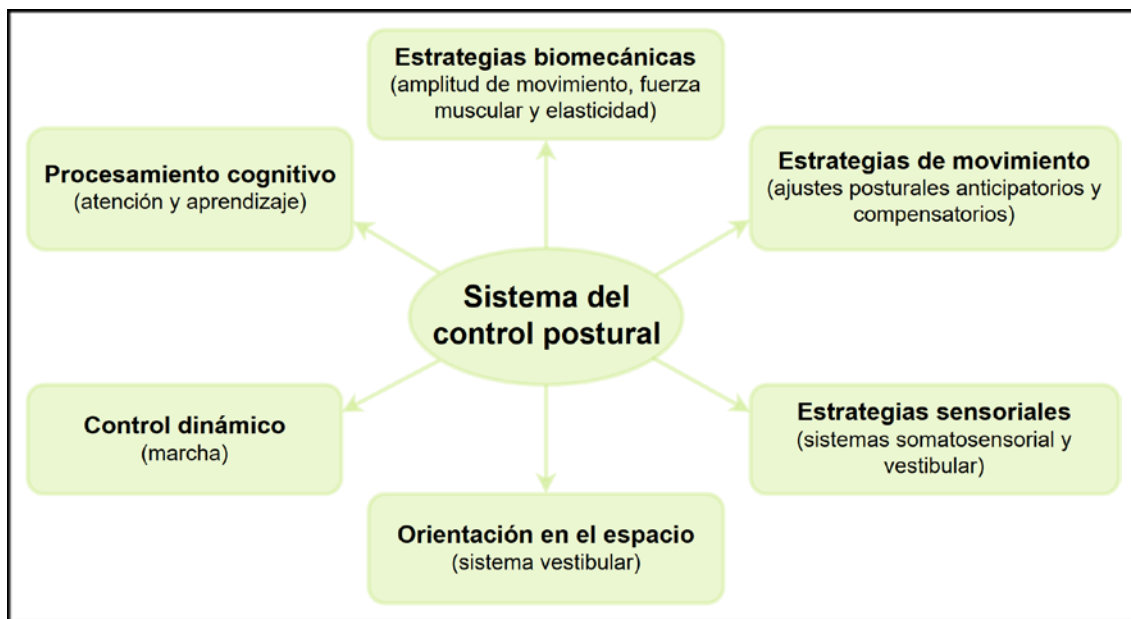 Estrategias biomecánicas
(amplitud de movimiento, fuerza
muscular y elasticidad)
Procesamiento cognitivo
(atención y aprendizaje)
Estrategias de movimiento
(ajustes posturales anticipatorios y
compensatorios)
Sistema del
control postural
Control dinámico
(marcha)
Estrategias sensoriales
(sistemas somatosensorial y
vestibular)
Orientación en el espacio
(sistema vestibular)